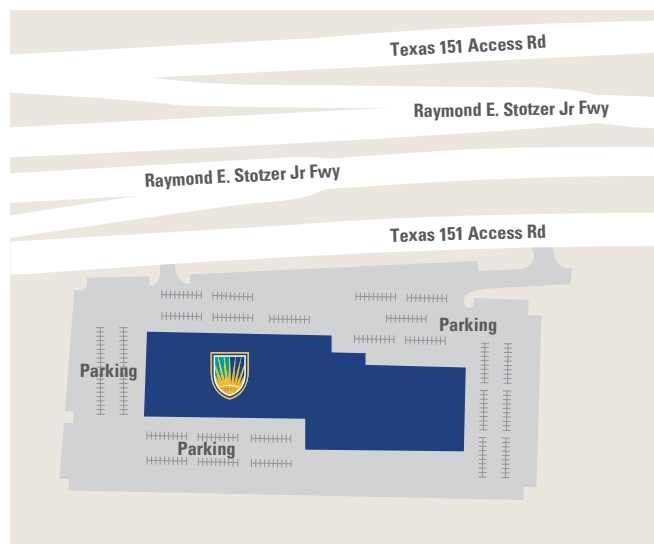 Texas 151 Access Rd
Raymond E. Stotzer Jr Fwy
Raymond E. Stotzer Jr Fwy
Texas 151 Access Rd
Parking
Parking
Parking